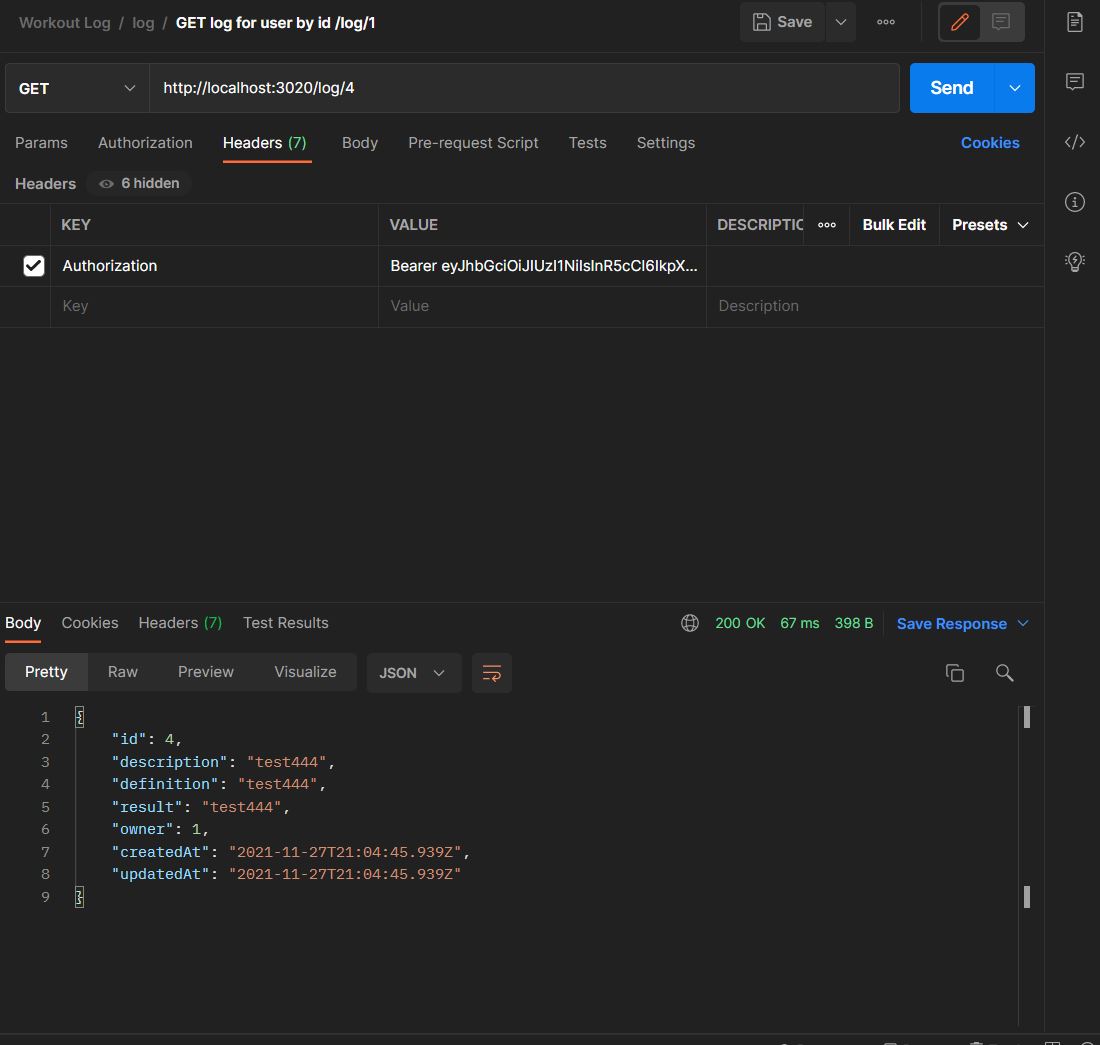 Workout Log / log / GET log for user by id /log/1
Save
GET
http://localhost:3020/log/4
Send
Params Authorization Headers (7) Body Pre-request Script Tests Settings Cookies
Headers 6 hidden
KEY VALUE DESCRIPTIC Bulk Edit Presets
Authorization Bearer eyJhbGciOiJIUzI1NiIsInR5cCI6IkpX...
Key Value Description
Body Cookies Headers (7) Test Results 200 OK 67 ms 398 B Save Response
Pretty Raw Preview Visualize JSON
1 {
2 "id": 4,
3 "description": "test444",
4 "definition": "test444",
5 "result": "test444",
6 "owner": 1,
7 "createdAt": "2021-11-27T21:04:45.939Z",
8 "updatedAt": "2021-11-27T21:04:45.939Z"
9 }